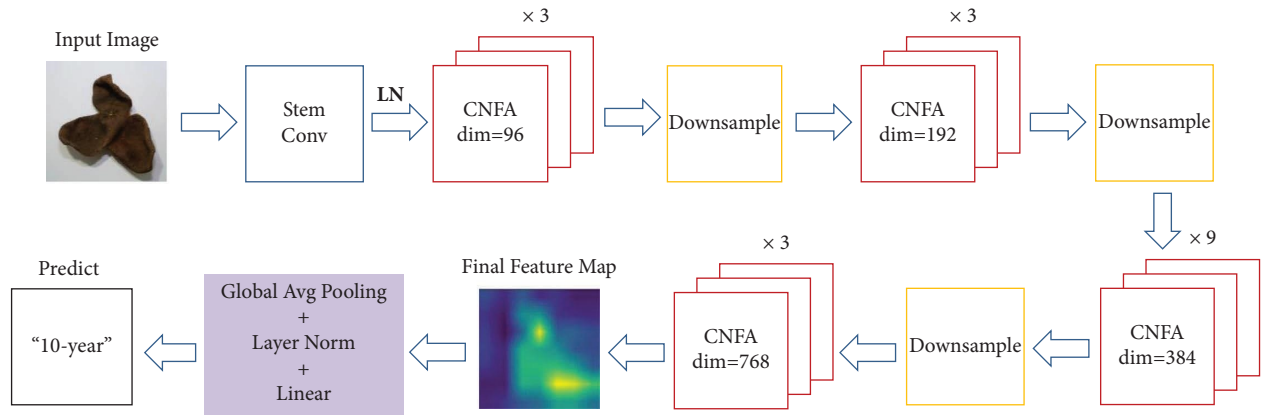 Input Image
Stem
Conv
LN
× 3
CNFA
dim=96
Downsample
× 3
CNFA
dim=192
Downsample
× 9
CNFA
dim=384
Downsample
× 3
CNFA
dim=768
Final Feature Map
Global Avg Pooling
+
Layer Norm
+
Linear
Predict
“10-year”